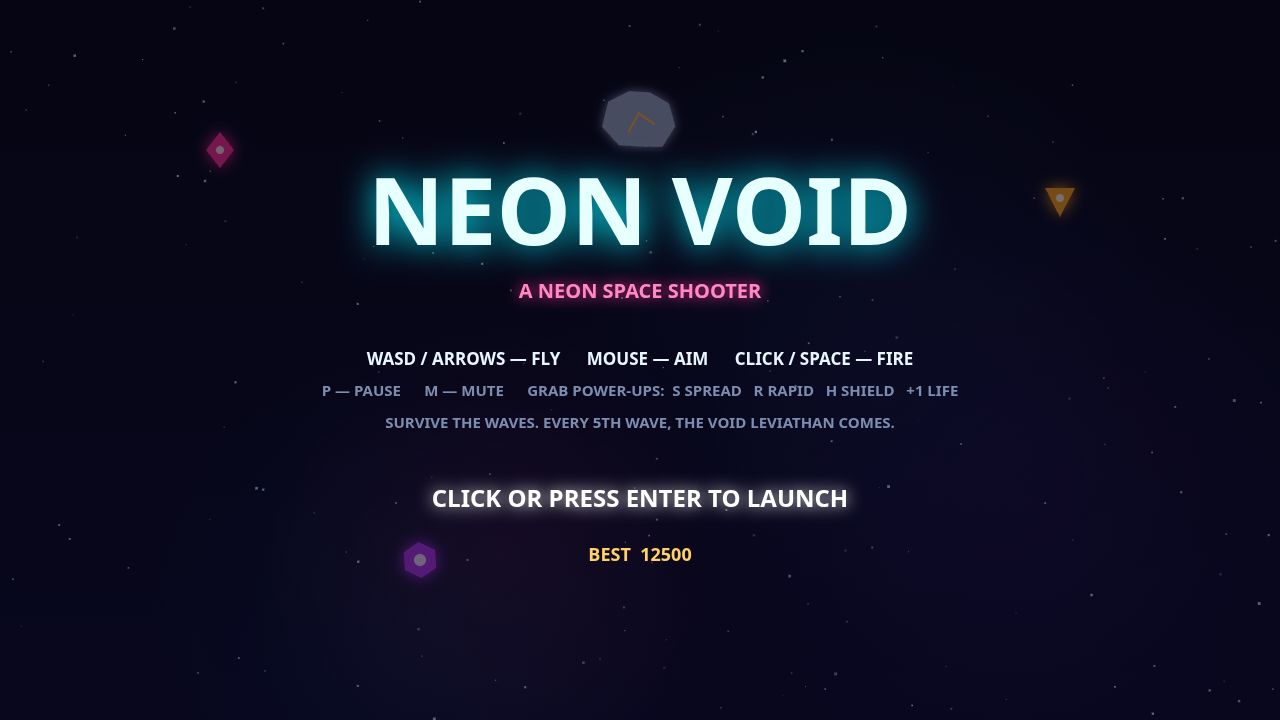 NEON VOID
A NEON SPACE SHOOTER
WASD / ARROWS — FLY MOUSE — AIM CLICK / SPACE — FIRE
P — PAUSE M — MUTE GRAB POWER-UPS: S SPREAD R RAPID H SHIELD +1 LIFE
SURVIVE THE WAVES. EVERY 5TH WAVE, THE VOID LEVIATHAN COMES.
CLICK OR PRESS ENTER TO LAUNCH
BEST 12500